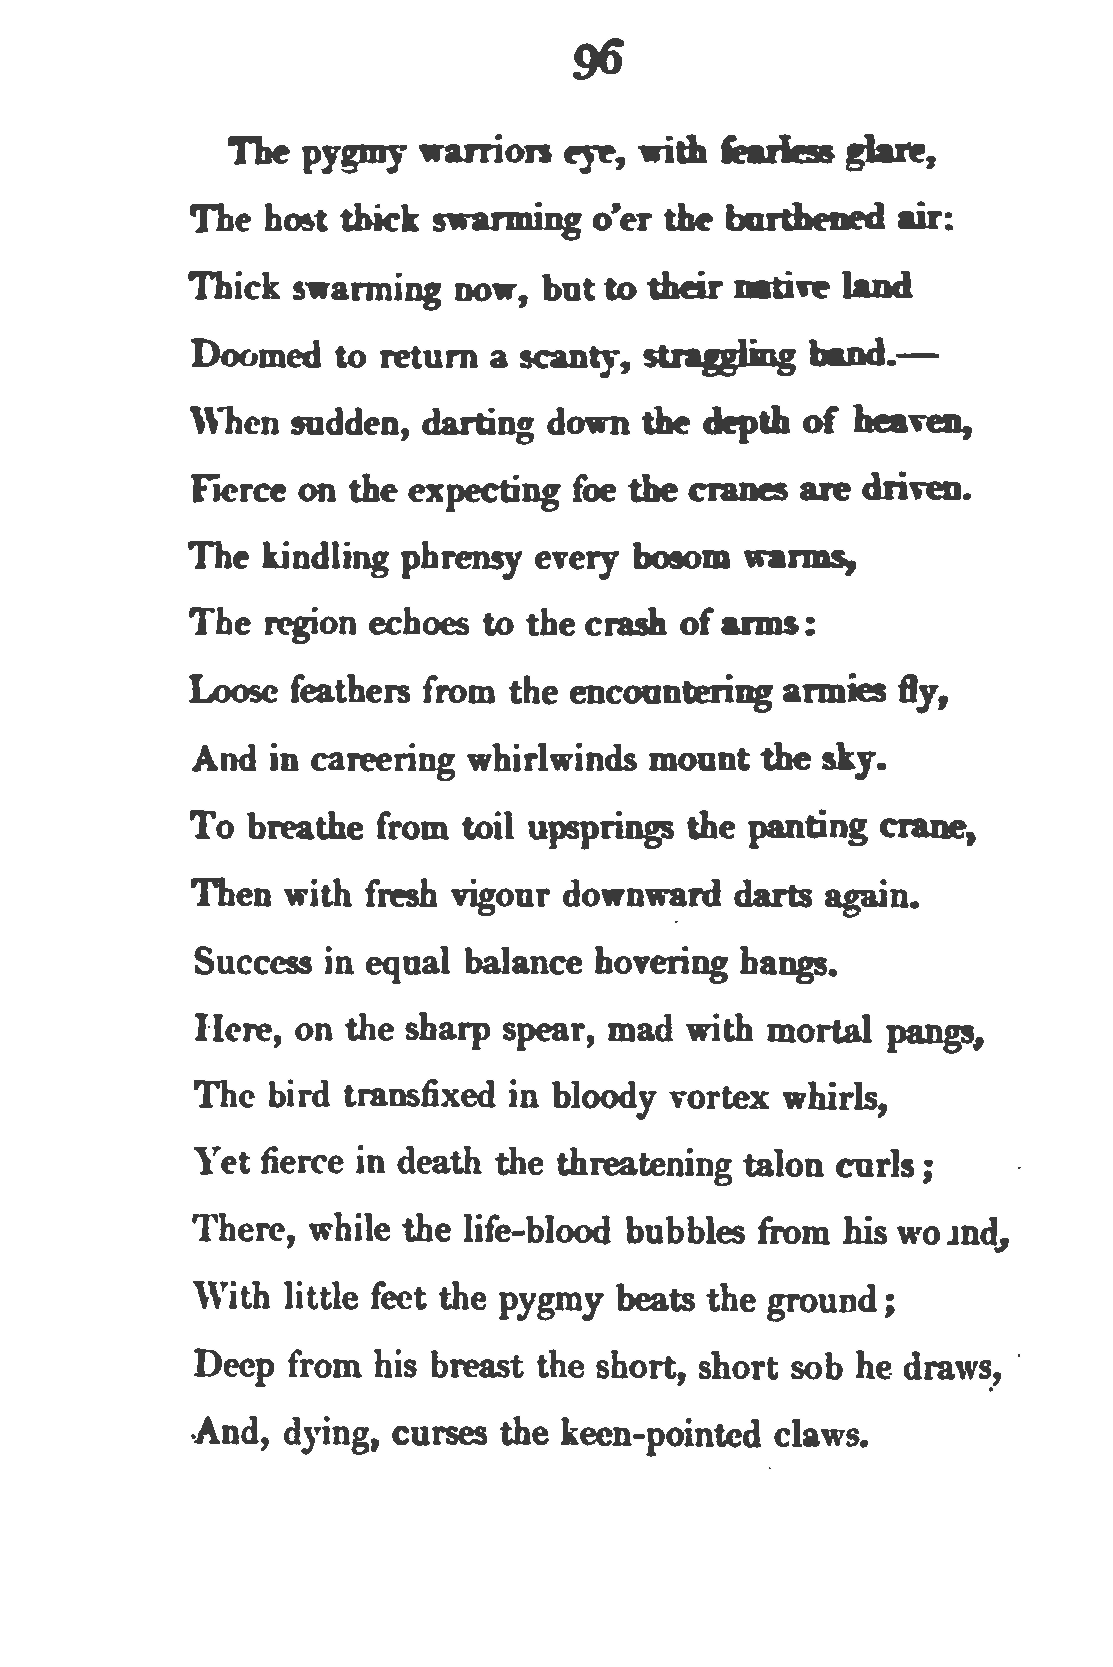 96
The pygmy warriors eye, with fearless glare,
The host thick swarming o'er the burthened air:
Thick swarming now, but to their native land
Doomed to return a scanty, straggling band.—
When sudden, darting down the depth of heaven,
Fierce on the expecting foe the cranes are driven.
The kindling phrensy every bosom warms,
The region echoes to the crash of arms:
Loose feathers from the encountering armies fly,
And in careering whirlwinds mount the sky.
To breathe from toil upsprings the panting crane,
Then with fresh vigour downward darts again.
Success in equal balance hovering hangs.
Here, on the sharp spear, mad with mortal pangs,
The bird transfixed in bloody vortex whirls,
Yet fierce in death the threatening talon curls;
There, while the life-blood bubbles from his wound,
With little feet the pygmy beats the ground;
Deep from his breast the short, short sob he draws,
And, dying, curses the keen-pointed claws.